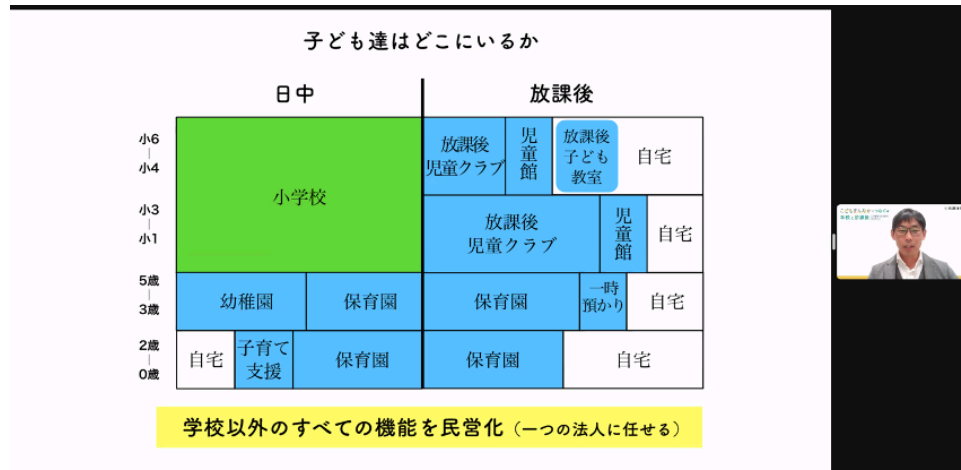 子ども達はどこにいるか
日中
放課後
小6
｜
小4
小学校
放課後
児童クラブ
児童館
放課後
子ども
教室
自宅
小3
｜
小1
放課後
児童クラブ
児童館
自宅
5歳
｜
3歳
幼稚園
保育園
保育園
一時
預かり
自宅
2歳
｜
0歳
自宅
子育て
支援
保育園
保育園
自宅
学校以外のすべての機能を民営化（一つの法人に任せる）